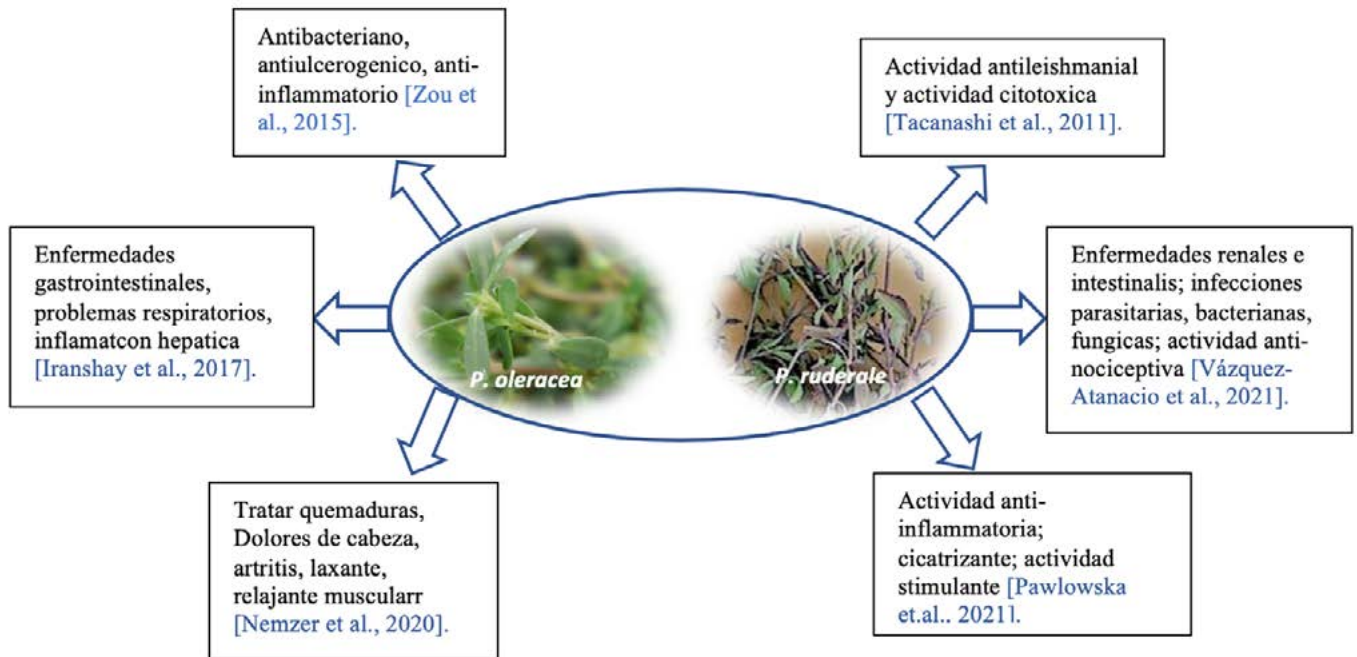 Antibacteriano,
antiulcerogenico, anti-
inflammatorio [Zou et
al., 2015].
Actividad antileishmanial
y actividad citotoxica
[Tacanashi et al., 2011].
Enfermedades
gastrointestinales,
problemas respiratorios,
inflamatcon hepatica
[Iranshay et al., 2017].
P. oleracea
P. ruderale
Enfermedades renales e
intestinalis; infecciones
parasitarias, bacterianas,
fungicas; actividad anti-
nociceptiva [Vázquez-
Atanacio et al., 2021].
Tratar quemaduras,
Dolores de cabeza,
artritis, laxante,
relajante muscularr
[Nemzer et al., 2020].
Actividad anti-
inflammatoria;
cicatrizante; actividad
stimulante [Pawlowska
et.al.. 2021].